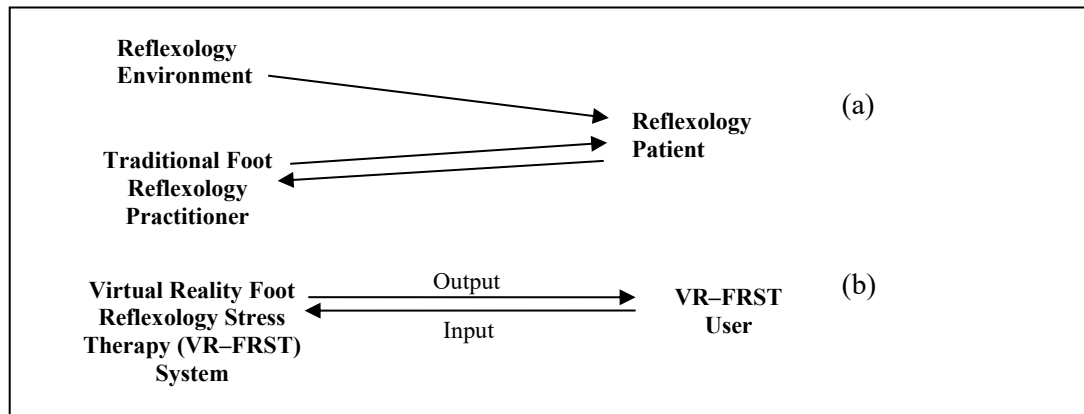 Reflexology
Environment
(a)
Reflexology
Patient
Traditional Foot
Reflexology
Practitioner
Virtual Reality Foot
Reflexology Stress
Therapy (VR–FRST)
System
Output
Input
VR–FRST
User
(b)